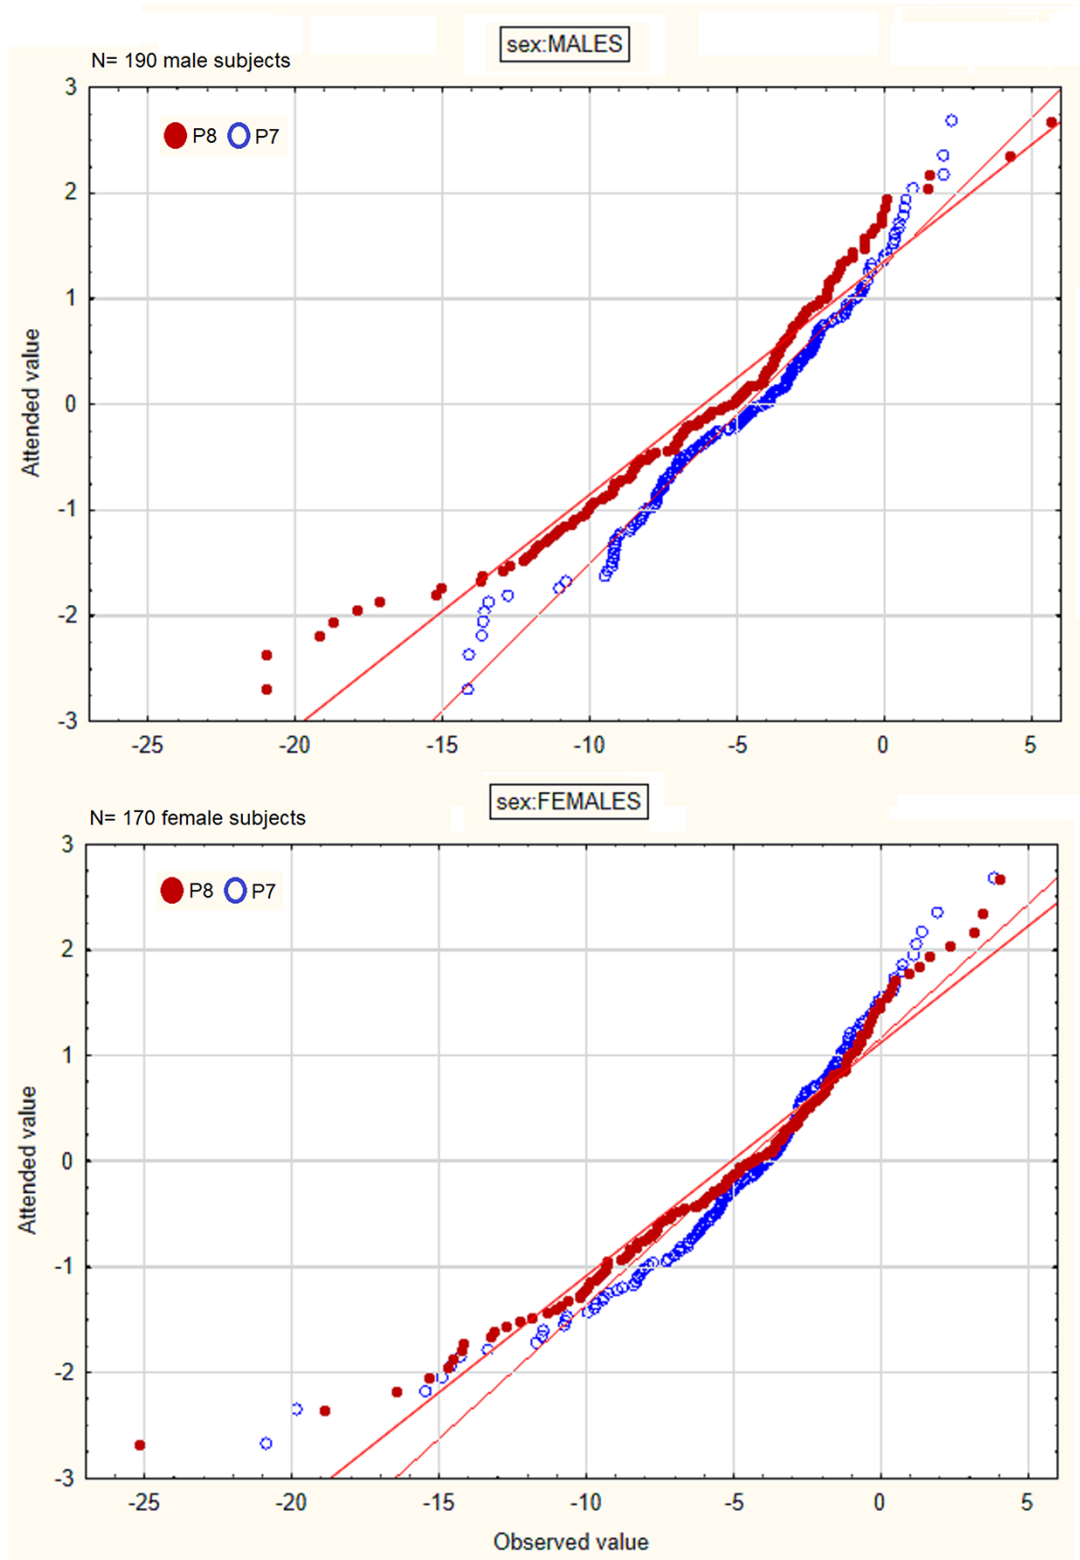 sex:MALES
N= 190 male subjects
P8 P7
3
2
1
0
-1
-2
-3
Attended value
-25 -20 -15 -10 -5 0 5
sex:FEMALES
N= 170 female subjects
P8 P7
3
2
1
0
-1
-2
-3
Attended value
-25 -20 -15 -10 -5 0 5
Observed value